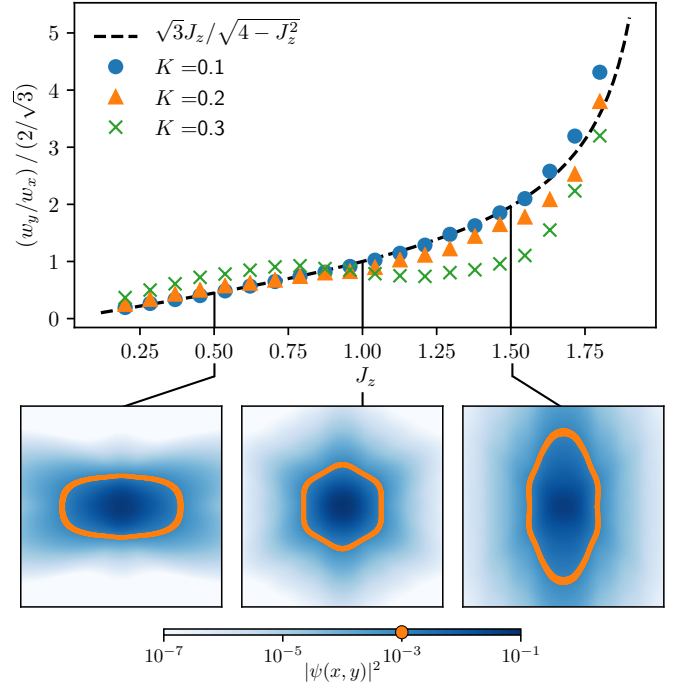 √3J_z/√(4 − J_z²)
K =0.1
K =0.2
K =0.3
(w_y/w_x) / (2/√3)
5
4
3
2
1
0
0.25 0.50 0.75 1.00 1.25 1.50 1.75
J_z
10⁻⁷ 10⁻⁵ 10⁻³ 10⁻¹
|ψ(x, y)|²